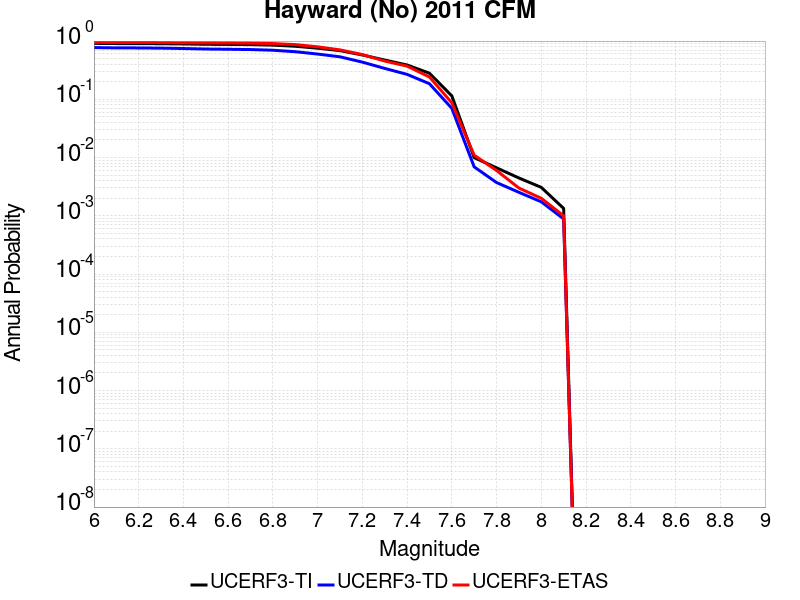 Hayward (No) 2011 CFM
Annual Probability
10^0
10^-1
10^-2
10^-3
10^-4
10^-5
10^-6
10^-7
10^-8
6 6.2 6.4 6.6 6.8 7 7.2 7.4 7.6 7.8 8 8.2 8.4 8.6 8.8 9
Magnitude
UCERF3-TI UCERF3-TD UCERF3-ETAS